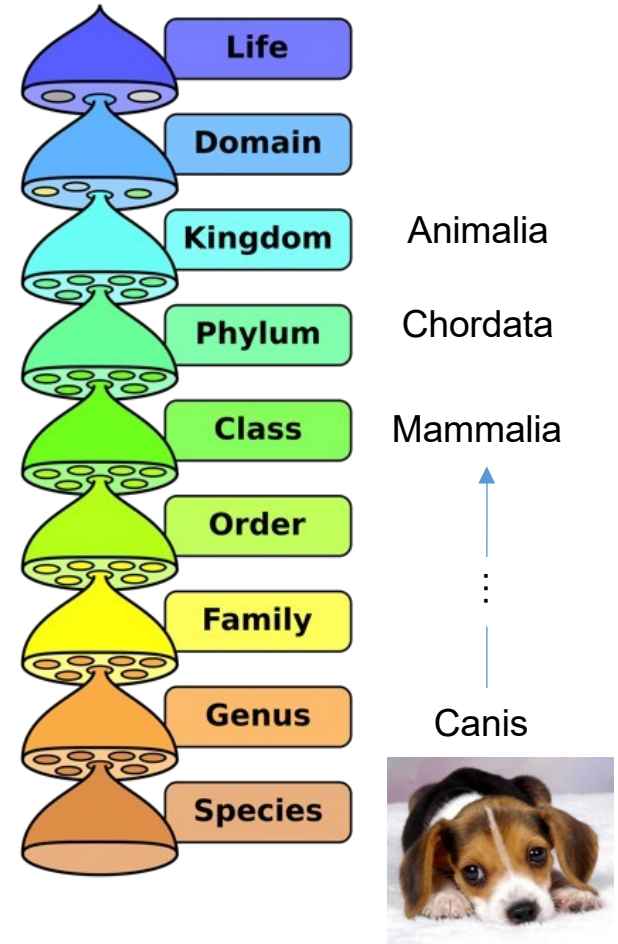 Life
Domain
Kingdom Animalia
Phylum Chordata
Class Mammalia
Order
⋮
Family
Genus Canis
Species